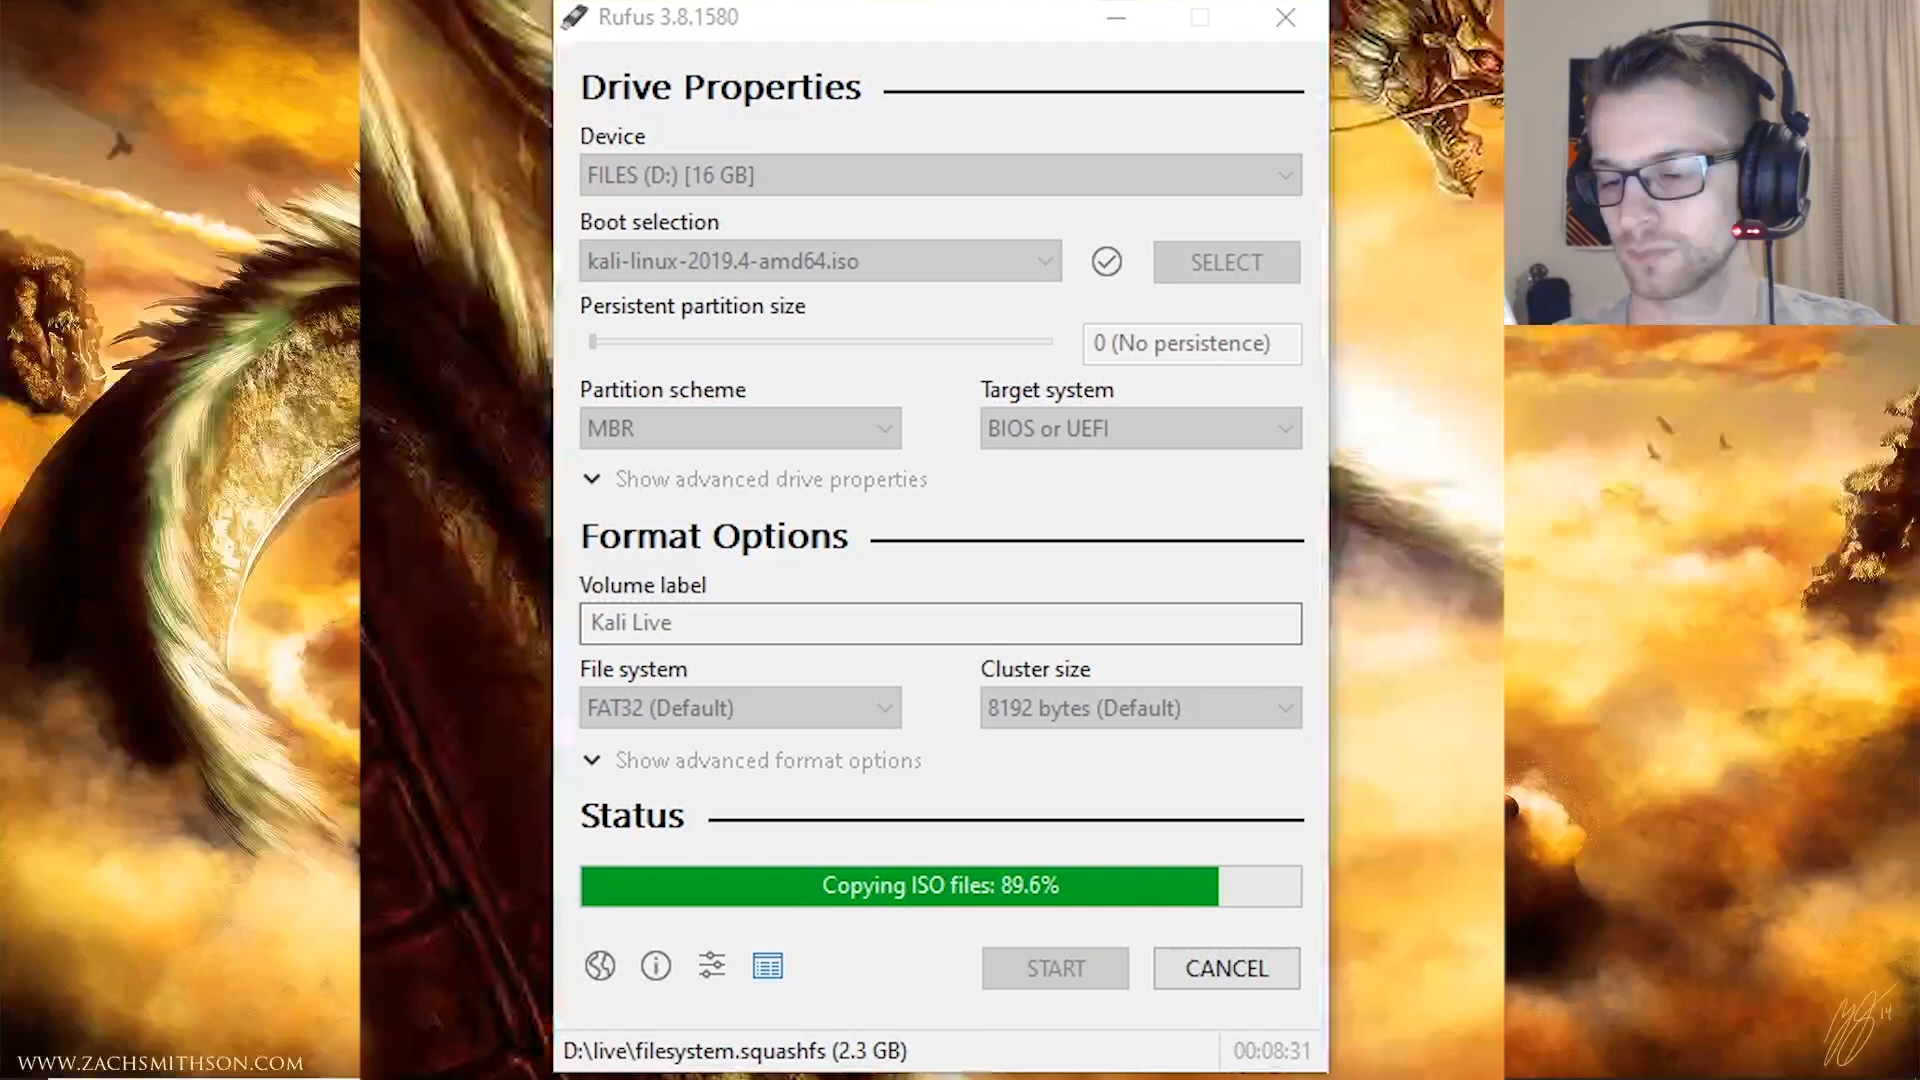 Rufus 3.8.1580
Drive Properties
Device
FILES (D:) [16 GB]
Boot selection
kali-linux-2019.4-amd64.iso
SELECT
Persistent partition size
0 (No persistence)
Partition scheme
Target system
MBR
BIOS or UEFI
Show advanced drive properties
Format Options
Volume label
Kali Live
File system
Cluster size
FAT32 (Default)
8192 bytes (Default)
Show advanced format options
Status
Copying ISO files: 89.6%
START
CANCEL
D:\live\filesystem.squashfs (2.3 GB)
00:08:31
WWW.ZACHSMITHSON.COM